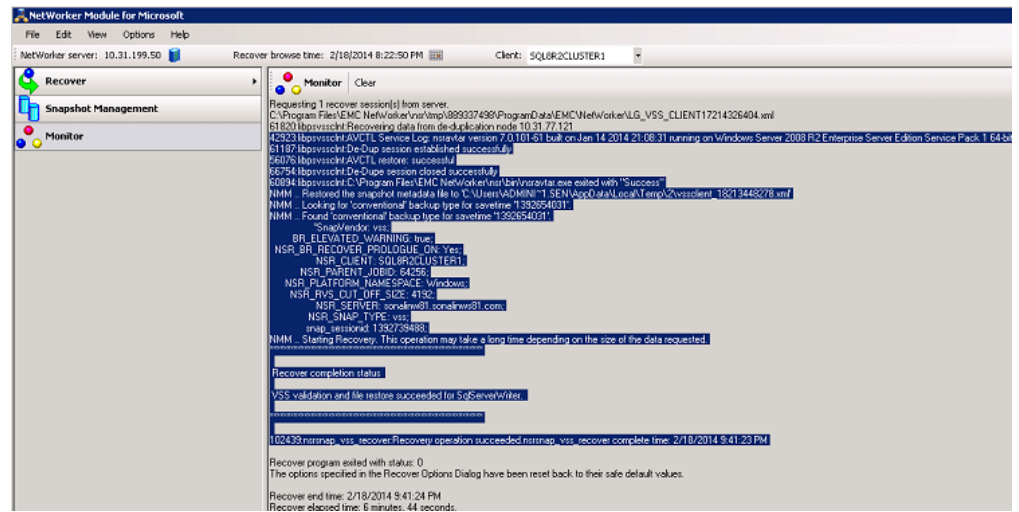 NetWorker Module for Microsoft
File Edit View Options Help
NetWorker server: 10.31.199.50 Recover browse time: 2/18/2014 8:22:50 PM Client: SQL8R2CLUSTER1
Recover
Snapshot Management
Monitor
Monitor Clear
Requesting 1 recover session(s) from server.
C:\Program Files\EMC NetWorker\nsr\tmp\889337498\ProgramData\EMC\NetWorker\LG_VSS_CLIENT17214326404.xml
61820:libpsvssclnt:Recovering data from de-duplication node 10.31.77.121
42923:libpsvssclnt:AVCTL Service Log: nsravtar version 7.0.101-61 built on Jan 14 2014 21:08:31 running on Windows Server 2008 R2 Enterprise Server Edition Service Pack 1 64-bit
61187:libpsvssclnt:De-Dup session established successfully
56076:libpsvssclnt:AVCTL restore: successful
66754:libpsvssclnt:De-Dupe session closed successfully
60894:libpsvssclnt:C:\Program Files\EMC NetWorker\nsr\bin\nsravtar.exe exited with "Success"
NMM .. Restored the snapshot metadata file to 'C:\Users\ADMINI~1.SEN\AppData\Local\Temp\2\vssclient_18213448278.xml'
NMM .. Looking for 'conventional' backup type for savetime '1392654031'.
NMM .. Found 'conventional' backup type for savetime '1392654031'.
"SnapVendor: vss;
BR_ELEVATED_WARNING: true;
NSR_BR_RECOVER_PROLOGUE_ON: Yes;
NSR_CLIENT: SQL8R2CLUSTER1;
NSR_PARENT_JOBID: 64256;
NSR_PLATFORM_NAMESPACE: Windows;
NSR_RVS_CUT_OFF_SIZE: 4192;
NSR_SERVER: sonalinw81.sonalinws81.com;
NSR_SNAP_TYPE: vss;
snap_sessionid: 1392739488;
NMM .. Starting Recovery. This operation may take a long time depending on the size of the data requested.
Recover completion status
VSS validation and file restore succeeded for SqlServerWriter.
102439:nsrsnap_vss_recover:Recovery operation succeeded.nsrsnap_vss_recover complete time: 2/18/2014 9:41:23 PM
Recover program exited with status: 0
The options specified in the Recover Options Dialog have been reset back to their safe default values.
Recover end time: 2/18/2014 9:41:24 PM
Recover elapsed time: 6 minutes, 44 seconds.